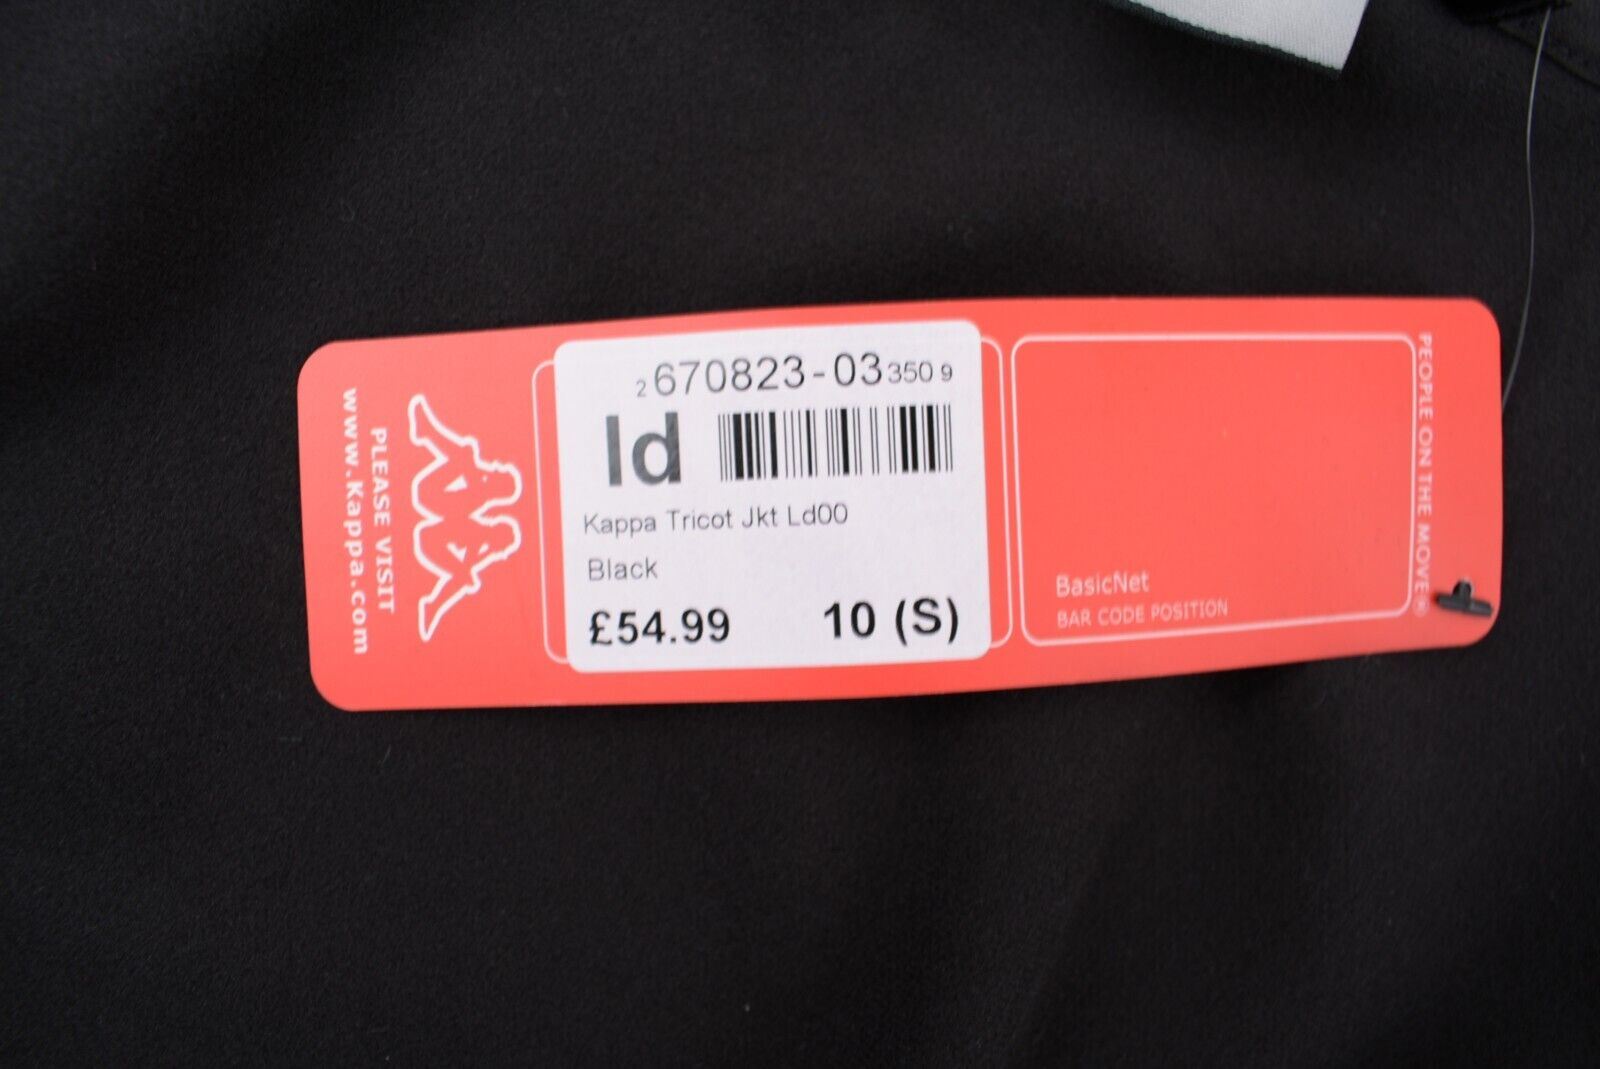 2 670823-03 350 9
ld
Kappa Tricot Jkt Ld00
Black
£54.99 10 (S)
PLEASE VISIT
www.Kappa.com
BasicNet
BAR CODE POSITION
PEOPLE ON THE MOVE®